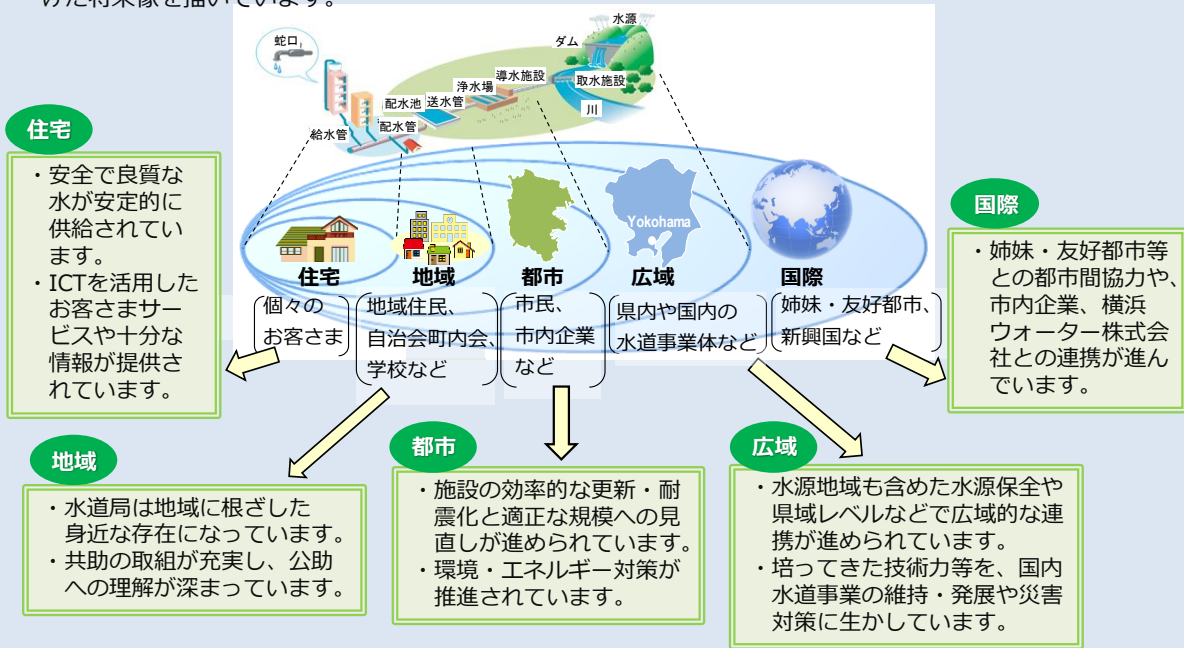 けた将来像を描いています。
水源
蛇口
ダム
導水施設
取水施設
浄水場
配水池
送水管
川
給水管
配水管
住宅
・安全で良質な
水が安定的に
供給されてい
ます。
・ICTを活用した
お客さまサー
ビスや十分な
情報が提供さ
れています。
Yokohama
住宅
地域
都市
広域
国際
個々の
お客さま
地域住民、
自治会町内会、
学校など
市民、
市内企業
など
県内や国内の
水道事業体など
姉妹・友好都市、
新興国など
国際
・姉妹・友好都市等
との都市間協力や、
市内企業、横浜
ウォーター株式会
社との連携が進ん
でいます。
地域
・水道局は地域に根ざした
身近な存在になっています。
・共助の取組が充実し、公助
への理解が深まっています。
都市
・施設の効率的な更新・耐
震化と適正な規模への見
直しが進められています。
・環境・エネルギー対策が
推進されています。
広域
・水源地域も含めた水源保全や
県域レベルなどで広域的な連
携が進められています。
・培ってきた技術力等を、国内
水道事業の維持・発展や災害
対策に生かしています。